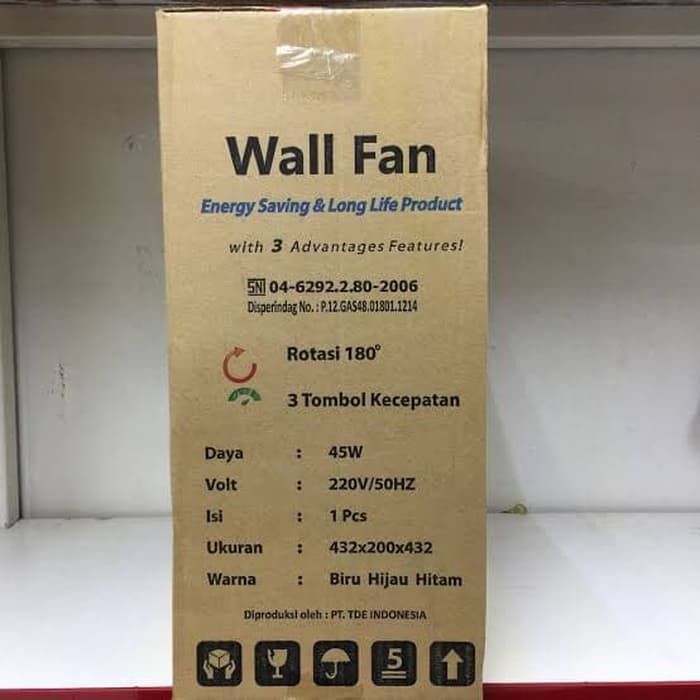 Wall Fan
Energy Saving & Long Life Product
with 3 Advantages Features!
SNI 04-6292.2.80-2006
Disperindag No. : P.12.GAS48.01801.1214
Rotasi 180°
3 Tombol Kecepatan
Daya : 45W
Volt : 220V/50HZ
Isi : 1 Pcs
Ukuran : 432x200x432
Warna : Biru Hijau Hitam
Diproduksi oleh : PT. TDE INDONESIA
5